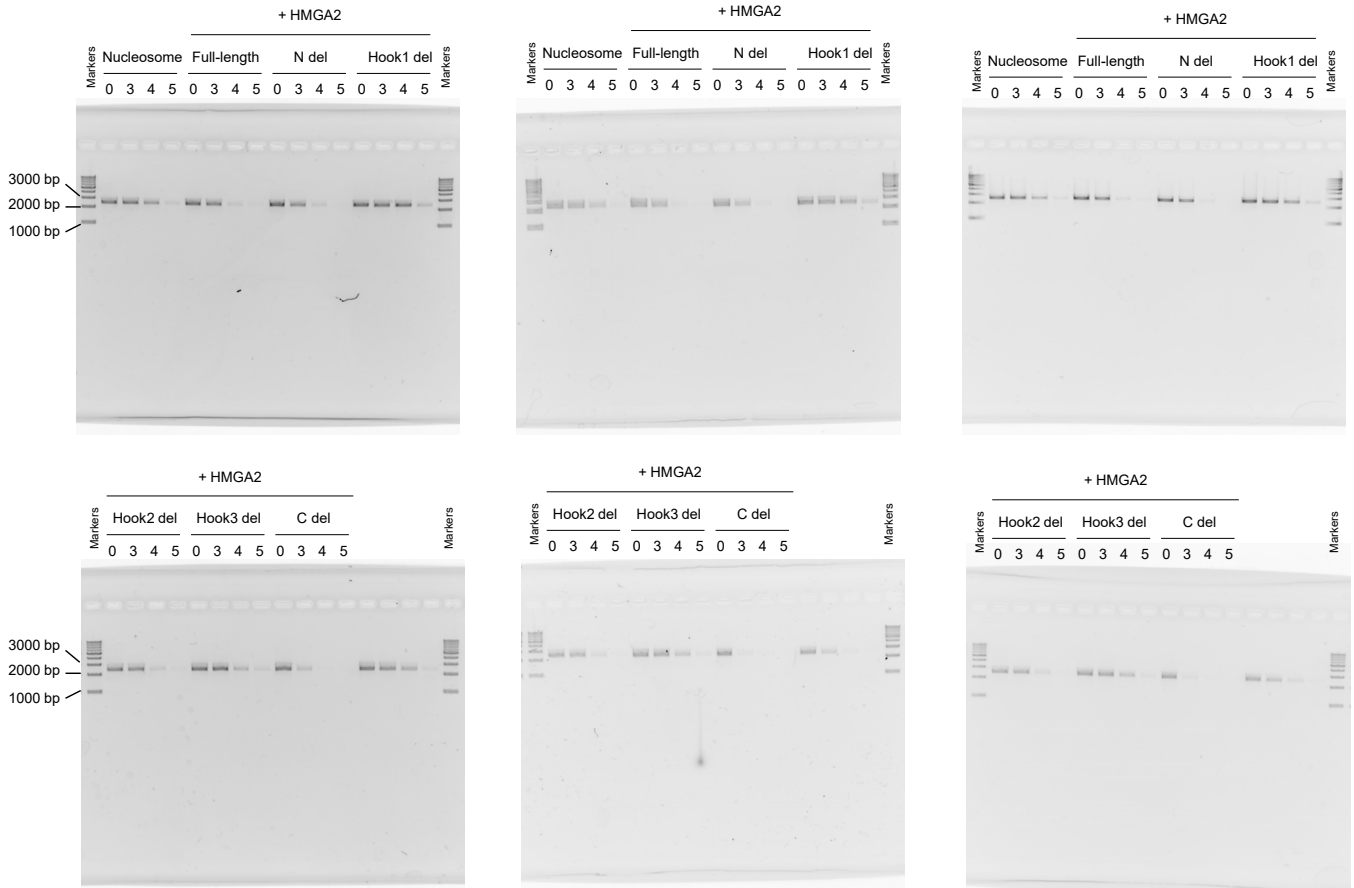 + HMGA2
Markers Nucleosome Full-length N del Hook1 del Markers
0 3 4 5 0 3 4 5 0 3 4 5 0 3 4 5
3000 bp
2000 bp
1000 bp
+ HMGA2
Markers Nucleosome Full-length N del Hook1 del Markers
0 3 4 5 0 3 4 5 0 3 4 5 0 3 4 5
+ HMGA2
Markers Nucleosome Full-length N del Hook1 del Markers
0 3 4 5 0 3 4 5 0 3 4 5 0 3 4 5
+ HMGA2
Markers Hook2 del Hook3 del C del Markers
0 3 4 5 0 3 4 5 0 3 4 5
3000 bp
2000 bp
1000 bp
+ HMGA2
Markers Hook2 del Hook3 del C del Markers
0 3 4 5 0 3 4 5 0 3 4 5
+ HMGA2
Markers Hook2 del Hook3 del C del Markers
0 3 4 5 0 3 4 5 0 3 4 5